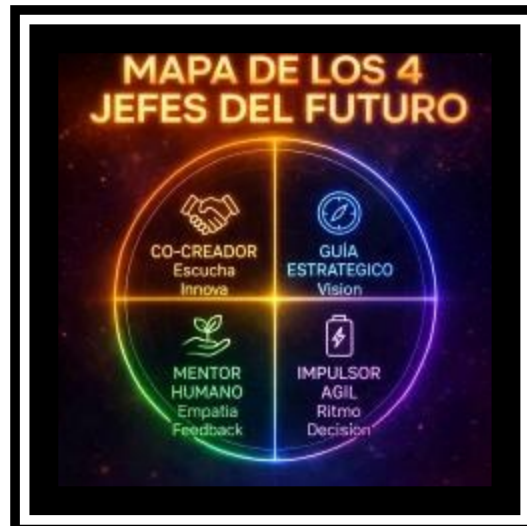 MAPA DE LOS 4
JEFES DEL FUTURO
CO-CREADOR
Escucha
Innova
GUÍA
ESTRATEGICO
Vision
MENTOR
HUMANO
Empatia
Feedback
IMPULSOR
AGIL
Ritmo
Decision